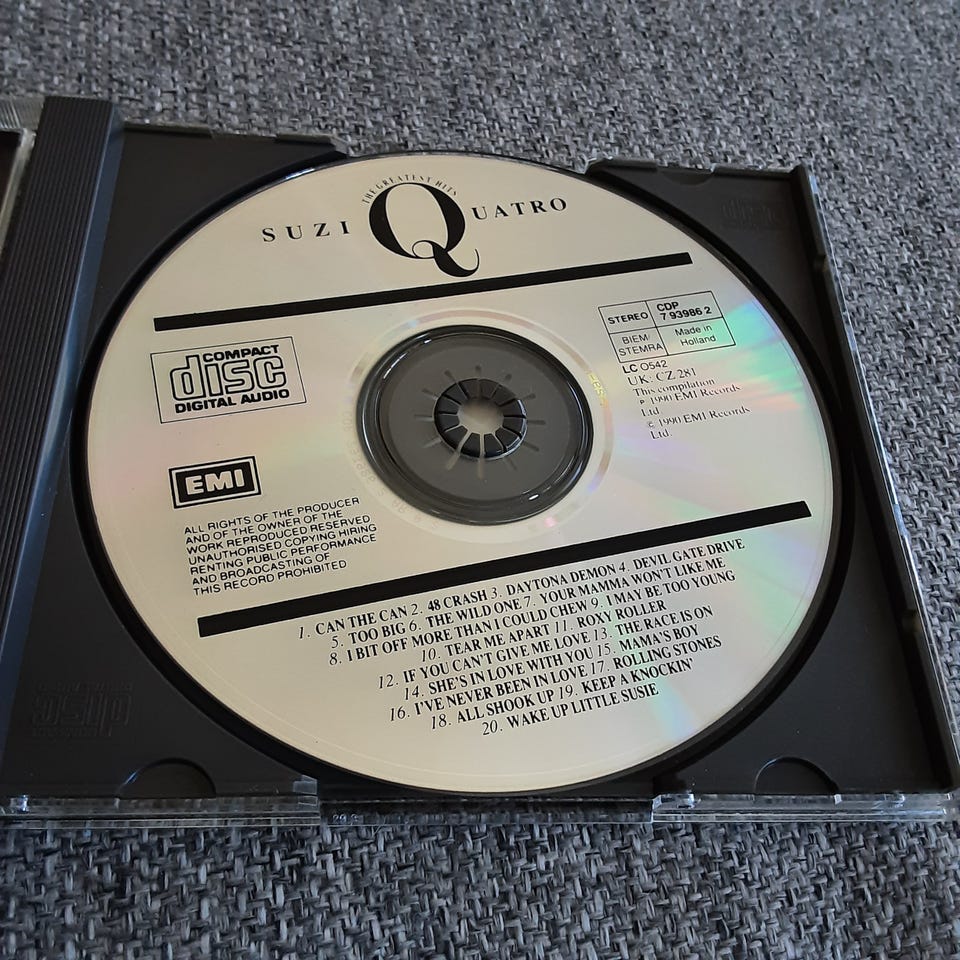 THE GREATEST HITS
SUZI QUATRO
COMPACT
disc
DIGITAL AUDIO
STEREO
CDP
7 93986 2
BIEM/
STEMRA
Made in
Holland
LC 0542
UK: CZ 281
This compilation
℗ 1990 EMI Records
Ltd.
© 1990 EMI Records
Ltd.
EMI
ALL RIGHTS OF THE PRODUCER
AND OF THE OWNER OF THE
WORK REPRODUCED RESERVED
UNAUTHORISED COPYING HIRING
RENTING PUBLIC PERFORMANCE
AND BROADCASTING OF
THIS RECORD PROHIBITED
1. CAN THE CAN 2. 48 CRASH 3. DAYTONA DEMON 4. DEVIL GATE DRIVE
5. TOO BIG 6. THE WILD ONE 7. YOUR MAMMA WON'T LIKE ME
8. I BIT OFF MORE THAN I COULD CHEW 9. I MAY BE TOO YOUNG
10. TEAR ME APART 11. ROXY ROLLER
12. IF YOU CAN'T GIVE ME LOVE 13. THE RACE IS ON
14. SHE'S IN LOVE WITH YOU 15. MAMA'S BOY
16. I'VE NEVER BEEN IN LOVE 17. ROLLING STONES
18. ALL SHOOK UP 19. KEEP A KNOCKIN'
20. WAKE UP LITTLE SUSIE